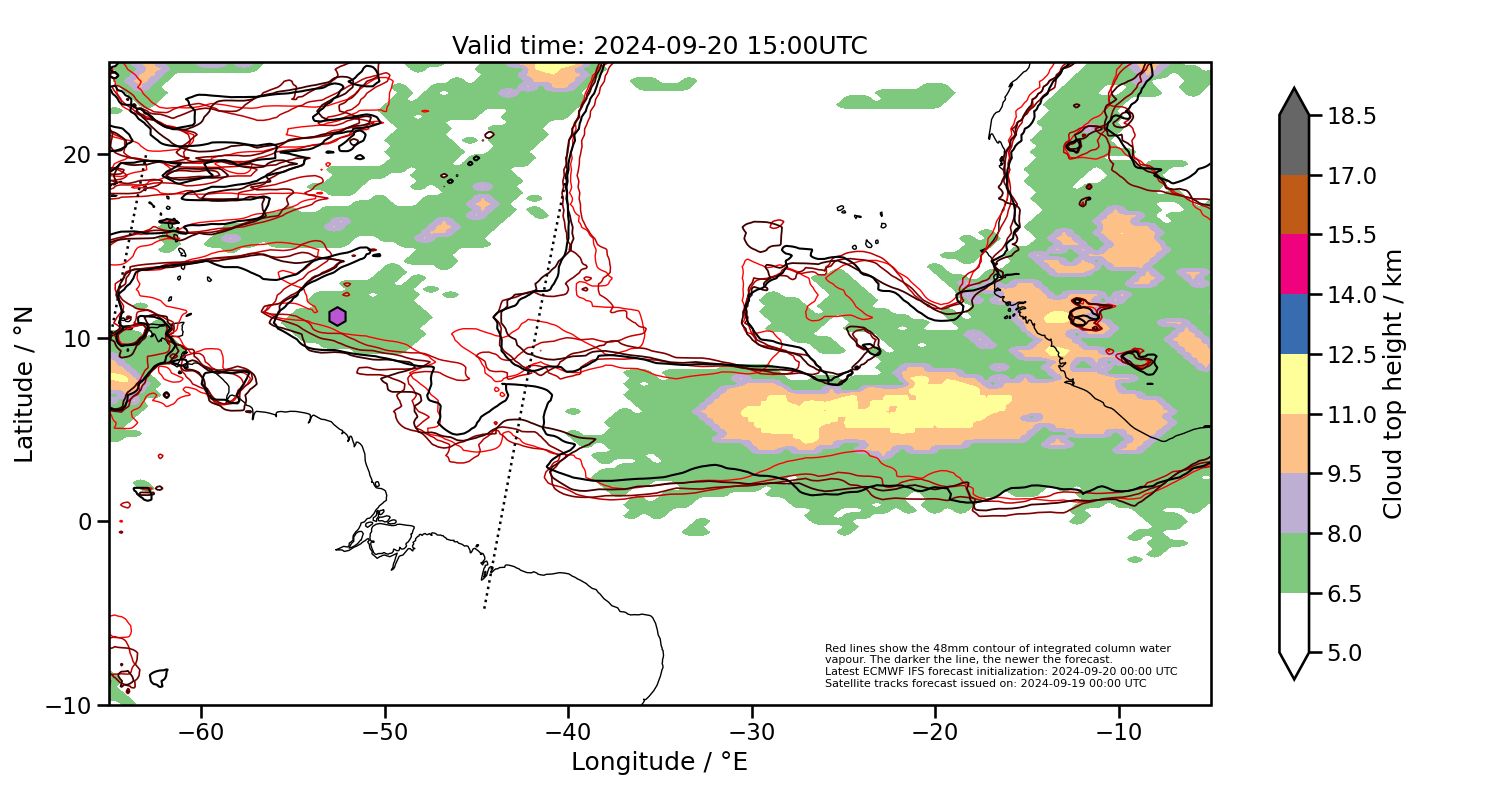 Valid time: 2024-09-20 15:00UTC
20
10
0
−10
Latitude / °N
−60
−50
−40
−30
−20
−10
Longitude / °E
Red lines show the 48mm contour of integrated column water
vapour. The darker the line, the newer the forecast.
Latest ECMWF IFS forecast initialization: 2024-09-20 00:00 UTC
Satellite tracks forecast issued on: 2024-09-19 00:00 UTC
18.5
17.0
15.5
14.0
12.5
11.0
9.5
8.0
6.5
5.0
Cloud top height / km